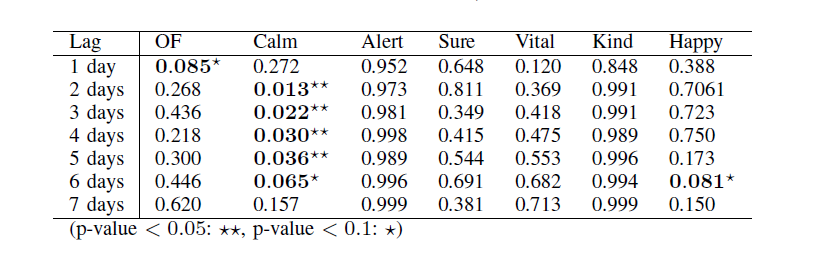 Lag OF Calm Alert Sure Vital Kind Happy
1 day 0.085⋆ 0.272 0.952 0.648 0.120 0.848 0.388
2 days 0.268 0.013⋆⋆ 0.973 0.811 0.369 0.991 0.7061
3 days 0.436 0.022⋆⋆ 0.981 0.349 0.418 0.991 0.723
4 days 0.218 0.030⋆⋆ 0.998 0.415 0.475 0.989 0.750
5 days 0.300 0.036⋆⋆ 0.989 0.544 0.553 0.996 0.173
6 days 0.446 0.065⋆ 0.996 0.691 0.682 0.994 0.081⋆
7 days 0.620 0.157 0.999 0.381 0.713 0.999 0.150
(p-value < 0.05: ⋆⋆, p-value < 0.1: ⋆)